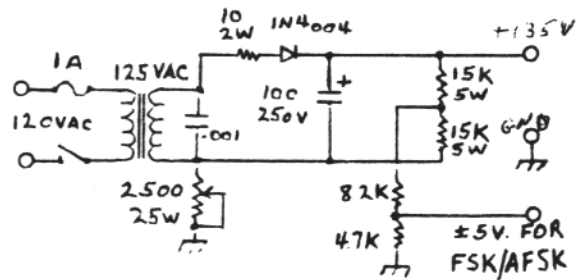 10
2W
1N4004
+135V
1A
125VAC
120VAC
.001
100
250V
+
15K
5W
15K
5W
GND
2500
25W
82K
4.7K
±5V. FOR
FSK/AFSK